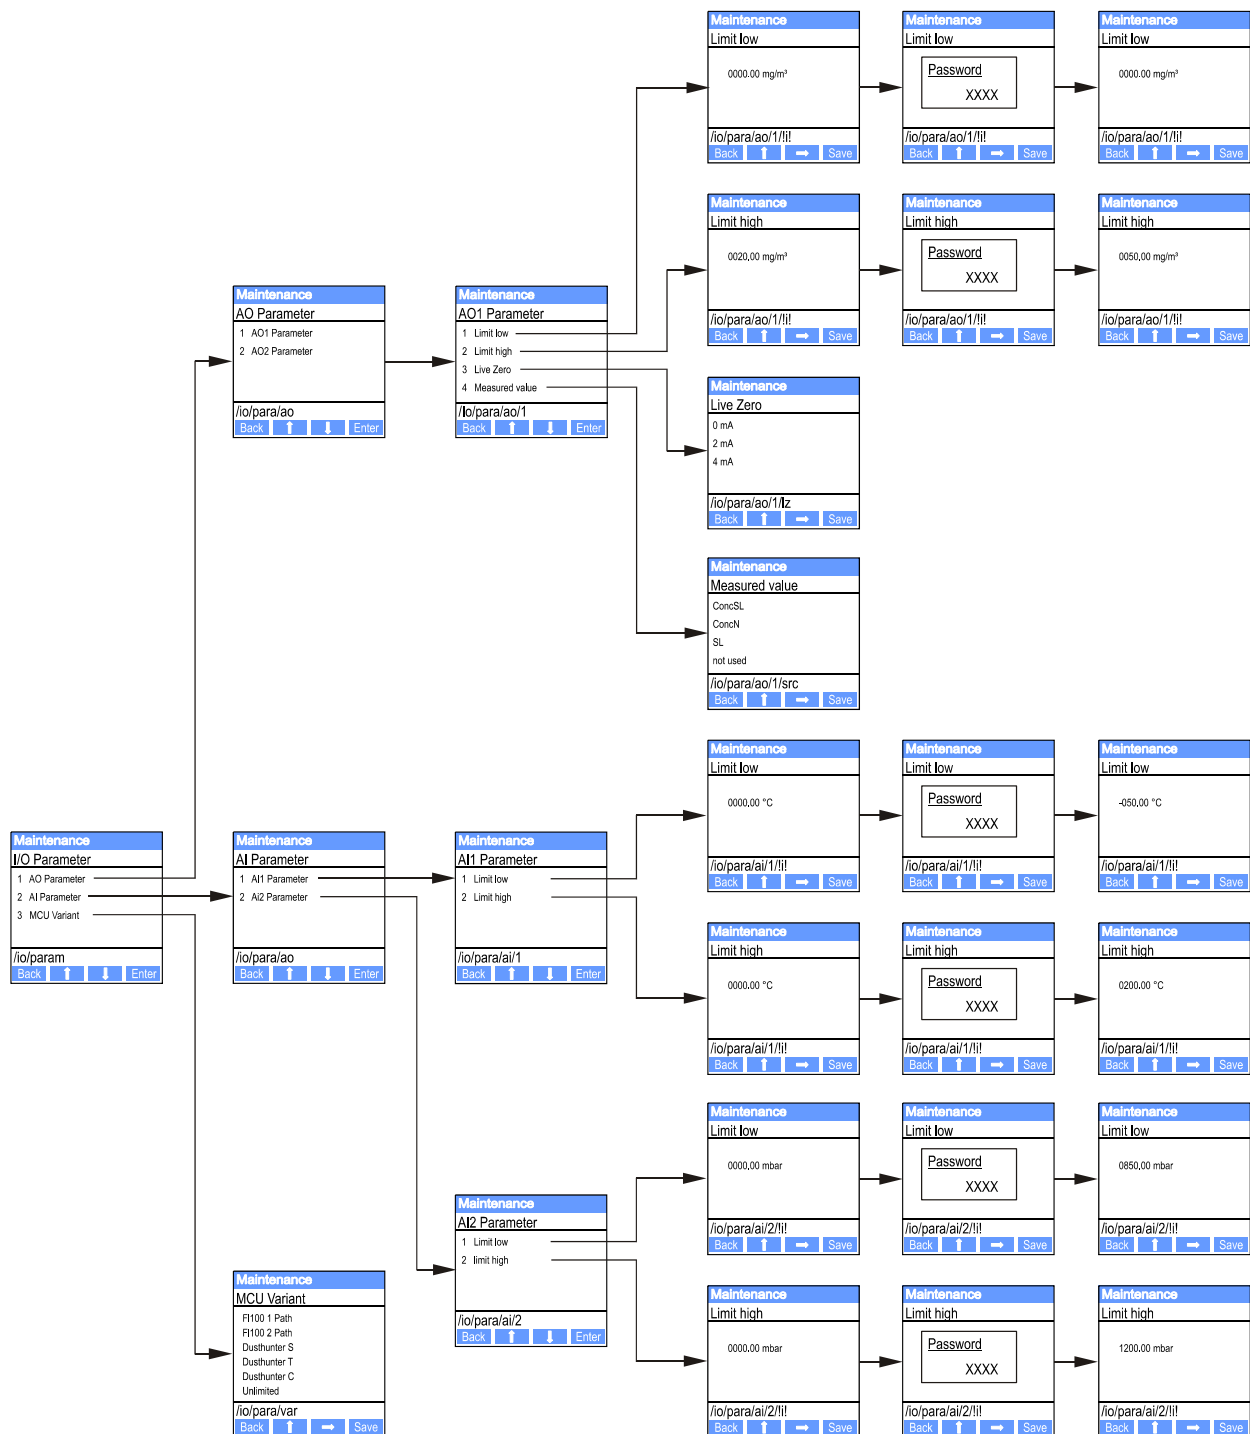 Maintenance
Limit low
0000.00 mg/m³
/io/para/ao/1/!i!
Back Save
Maintenance
Limit low
Password
XXXX
/io/para/ao/1/!i!
Back Save
Maintenance
Limit low
0000.00 mg/m³
/io/para/ao/1/!i!
Back Save
Maintenance
Limit high
0020.00 mg/m³
/io/para/ao/1/!i!
Back Save
Maintenance
Limit high
Password
XXXX
/io/para/ao/1/!i!
Back Save
Maintenance
Limit high
0050.00 mg/m³
/io/para/ao/1/!i!
Back Save
Maintenance
AO Parameter
1 AO1 Parameter
2 AO2 Parameter
/io/para/ao
Back Enter
Maintenance
AO1 Parameter
1 Limit low
2 Limit high
3 Live Zero
4 Measured value
/Io/para/ao/1
Back Enter
Maintenance
Live Zero
0 mA
2 mA
4 mA
/io/para/ao/1/lz
Back Save
Maintenance
Measured value
ConcSL
ConcN
SL
not used
/io/para/ao/1/src
Back Save
Maintenance
Limit low
0000.00 °C
/io/para/ai/1/!i!
Back Save
Maintenance
Limit low
Password
XXXX
/io/para/ai/1/!i!
Back Save
Maintenance
Limit low
-050.00 °C
/io/para/ai/1/!i!
Back Save
Maintenance
I/O Parameter
1 AO Parameter
2 AI Parameter
3 MCU Variant
/io/param
Back Enter
Maintenance
AI Parameter
1 AI1 Parameter
2 Ai2 Parameter
/io/para/ao
Back Enter
Maintenance
AI1 Parameter
1 Limit low
2 Limit high
/io/para/ai/1
Back Enter
Maintenance
Limit high
0000.00 °C
/io/para/ai/1/!i!
Back Save
Maintenance
Limit high
Password
XXXX
/io/para/ai/1/!i!
Back Save
Maintenance
Limit high
0200.00 °C
/io/para/ai/1/!i!
Back Save
Maintenance
Limit low
0000.00 mbar
/io/para/ai/2/!i!
Back Save
Maintenance
Limit low
Password
XXXX
/io/para/ai/2/!i!
Back Save
Maintenance
Limit low
0850.00 mbar
/io/para/ai/2/!i!
Back Save
Maintenance
AI2 Parameter
1 Limit low
2 limit high
/io/para/ai/2
Back Enter
Maintenance
MCU Variant
Fl100 1 Path
Fl100 2 Path
Dusthunter S
Dusthunter T
Dusthunter C
Unlimited
/io/para/var
Back Save
Maintenance
Limit high
0000.00 mbar
/io/para/ai/2/!i!
Back Save
Maintenance
Limit high
Password
XXXX
/io/para/ai/2/!i!
Back Save
Maintenance
Limit high
1200.00 mbar
/io/para/ai/2/!i!
Back Save